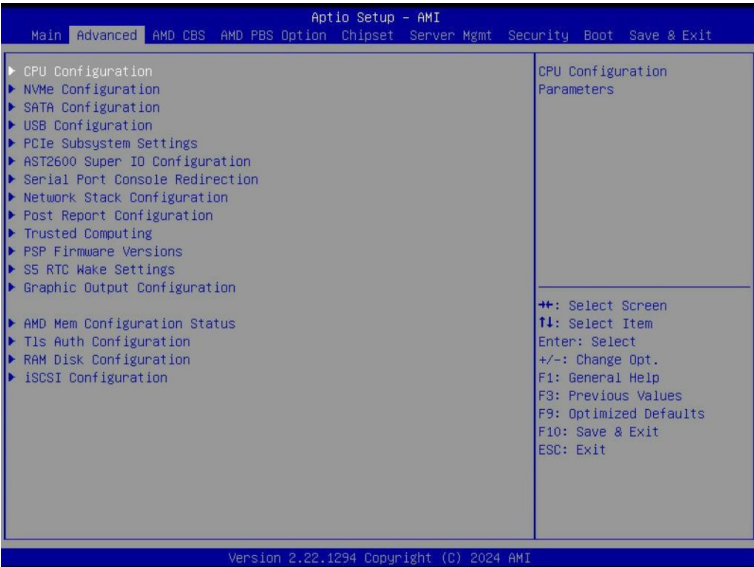 Aptio Setup - AMI
Main Advanced AMD CBS AMD PBS Option Chipset Server Mgmt Security Boot Save & Exit
CPU Configuration
NVMe Configuration
SATA Configuration
USB Configuration
PCIe Subsystem Settings
AST2600 Super IO Configuration
Serial Port Console Redirection
Network Stack Configuration
Post Report Configuration
Trusted Computing
PSP Firmware Versions
S5 RTC Wake Settings
Graphic Output Configuration
AMD Mem Configuration Status
Tls Auth Configuration
RAM Disk Configuration
iSCSI Configuration
CPU Configuration
Parameters
→←: Select Screen
↑↓: Select Item
Enter: Select
+/-: Change Opt.
F1: General Help
F3: Previous Values
F9: Optimized Defaults
F10: Save & Exit
ESC: Exit
Version 2.22.1294 Copyright (C) 2024 AMI